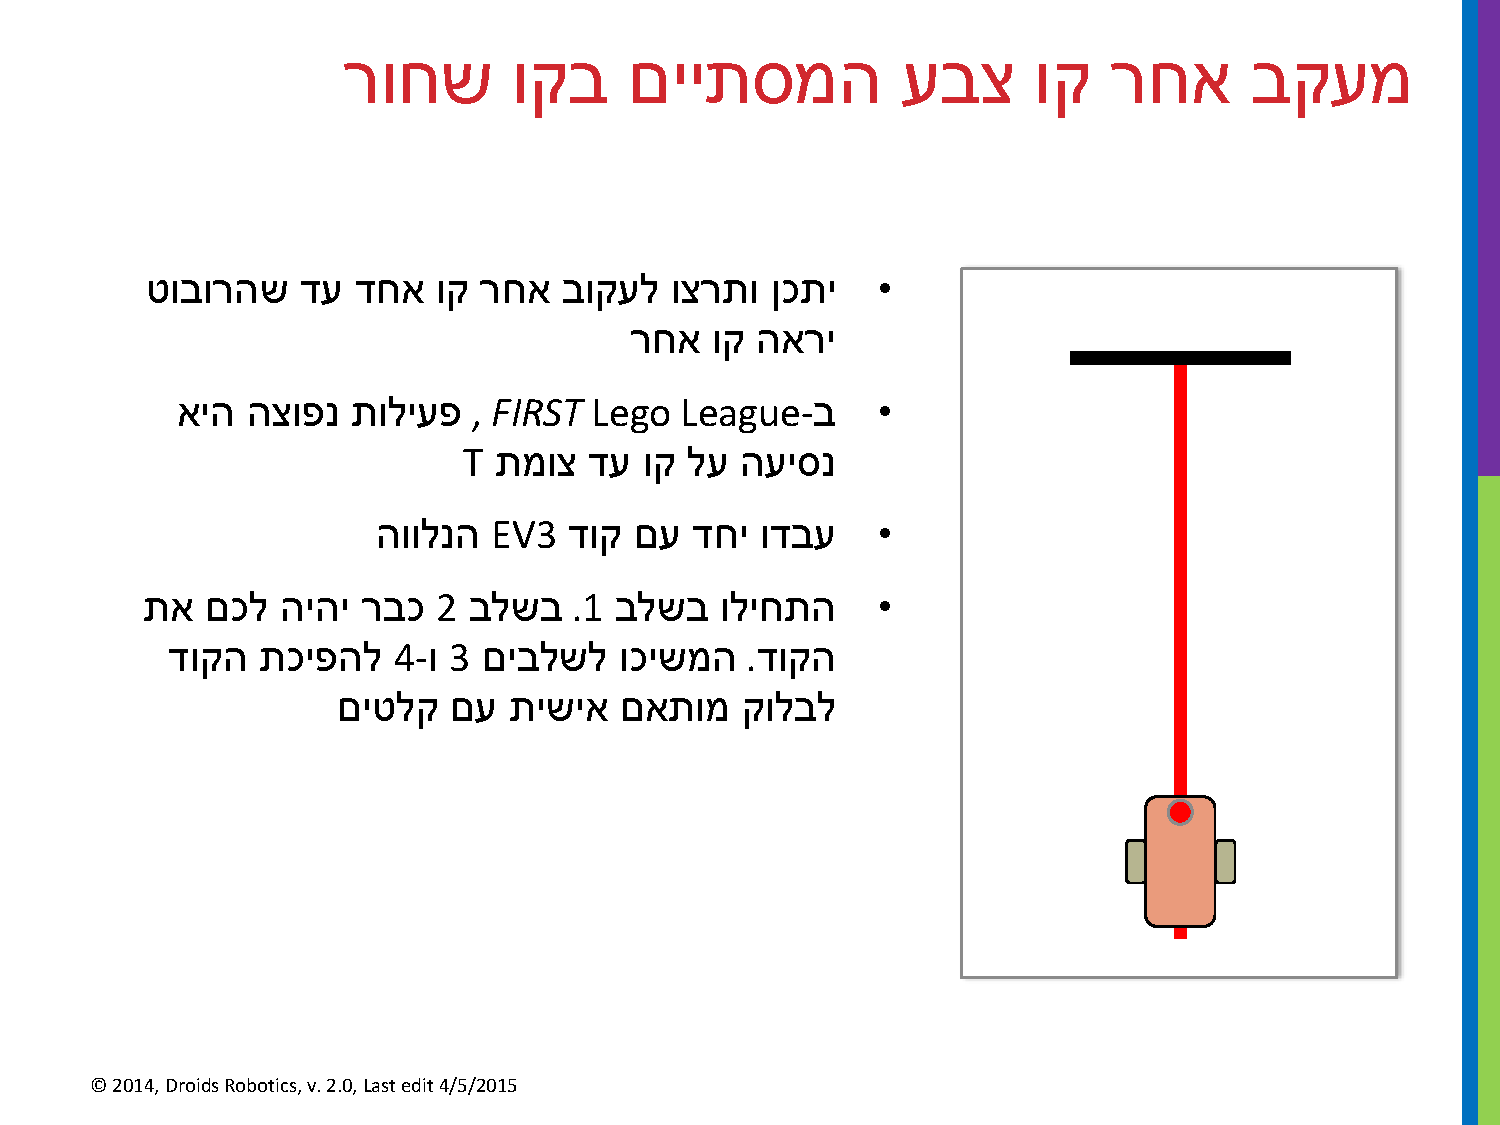 מעקב אחר קו צבע המסתיים בקו שחור
• יתכן ותרצו לעקוב אחר קו אחד עד שהרובוט
יראה קו אחר
• ב-FIRST Lego League , פעילות נפוצה היא
נסיעה על קו עד צומת T
• עבדו יחד עם קוד EV3 הנלווה
• התחילו בשלב 1. בשלב 2 כבר יהיה לכם את
הקוד. המשיכו לשלבים 3 ו-4 להפיכת הקוד
לבלוק מותאם אישית עם קלטים
© 2014, Droids Robotics, v. 2.0, Last edit 4/5/2015